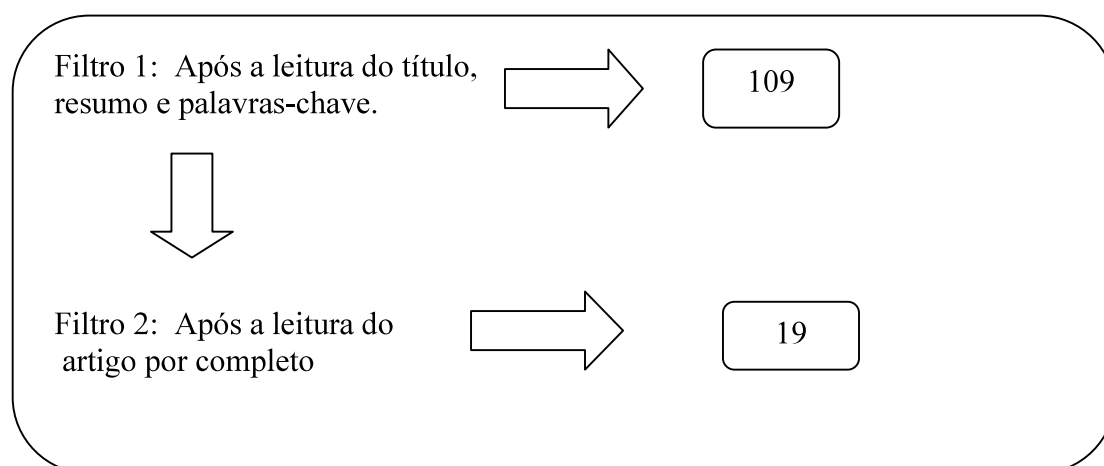 Filtro 1:  Após a leitura do título,
resumo e palavras-chave.
109
Filtro 2:  Após a leitura do
artigo por completo
19